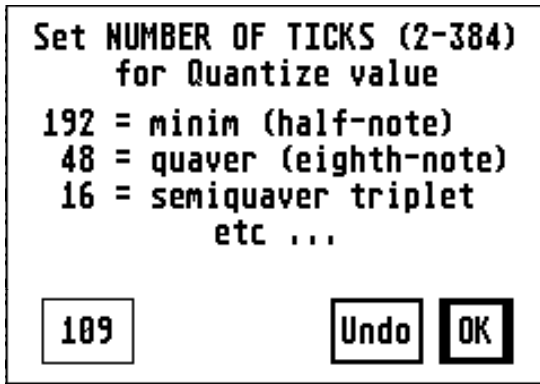 Set NUMBER OF TICKS (2-384)
for Quantize value
192 = minim (half-note)
48 = quaver (eighth-note)
16 = semiquaver triplet
etc ...
109 Undo OK